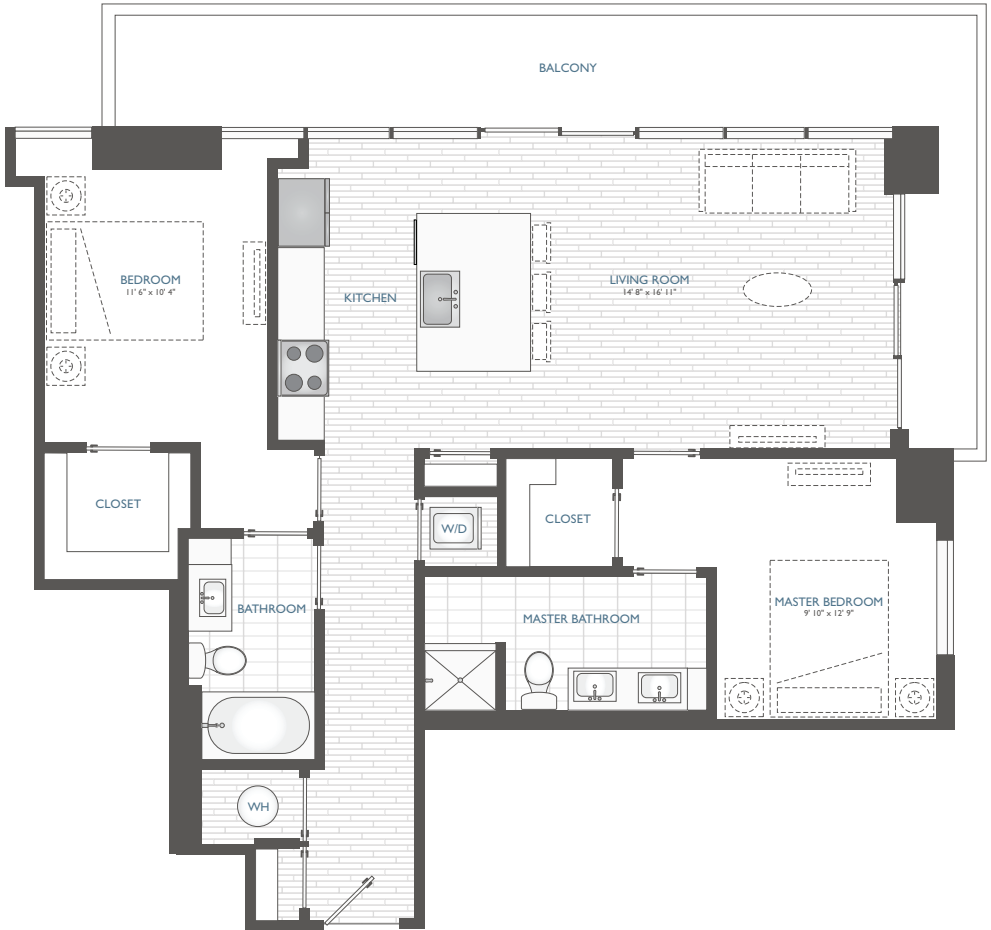 BALCONY
BEDROOM
11' 6" x 10' 4"
KITCHEN
LIVING ROOM
14' 8" x 16' 11"
CLOSET
W/D
CLOSET
BATHROOM
MASTER BATHROOM
MASTER BEDROOM
9' 10" x 12' 9"
WH